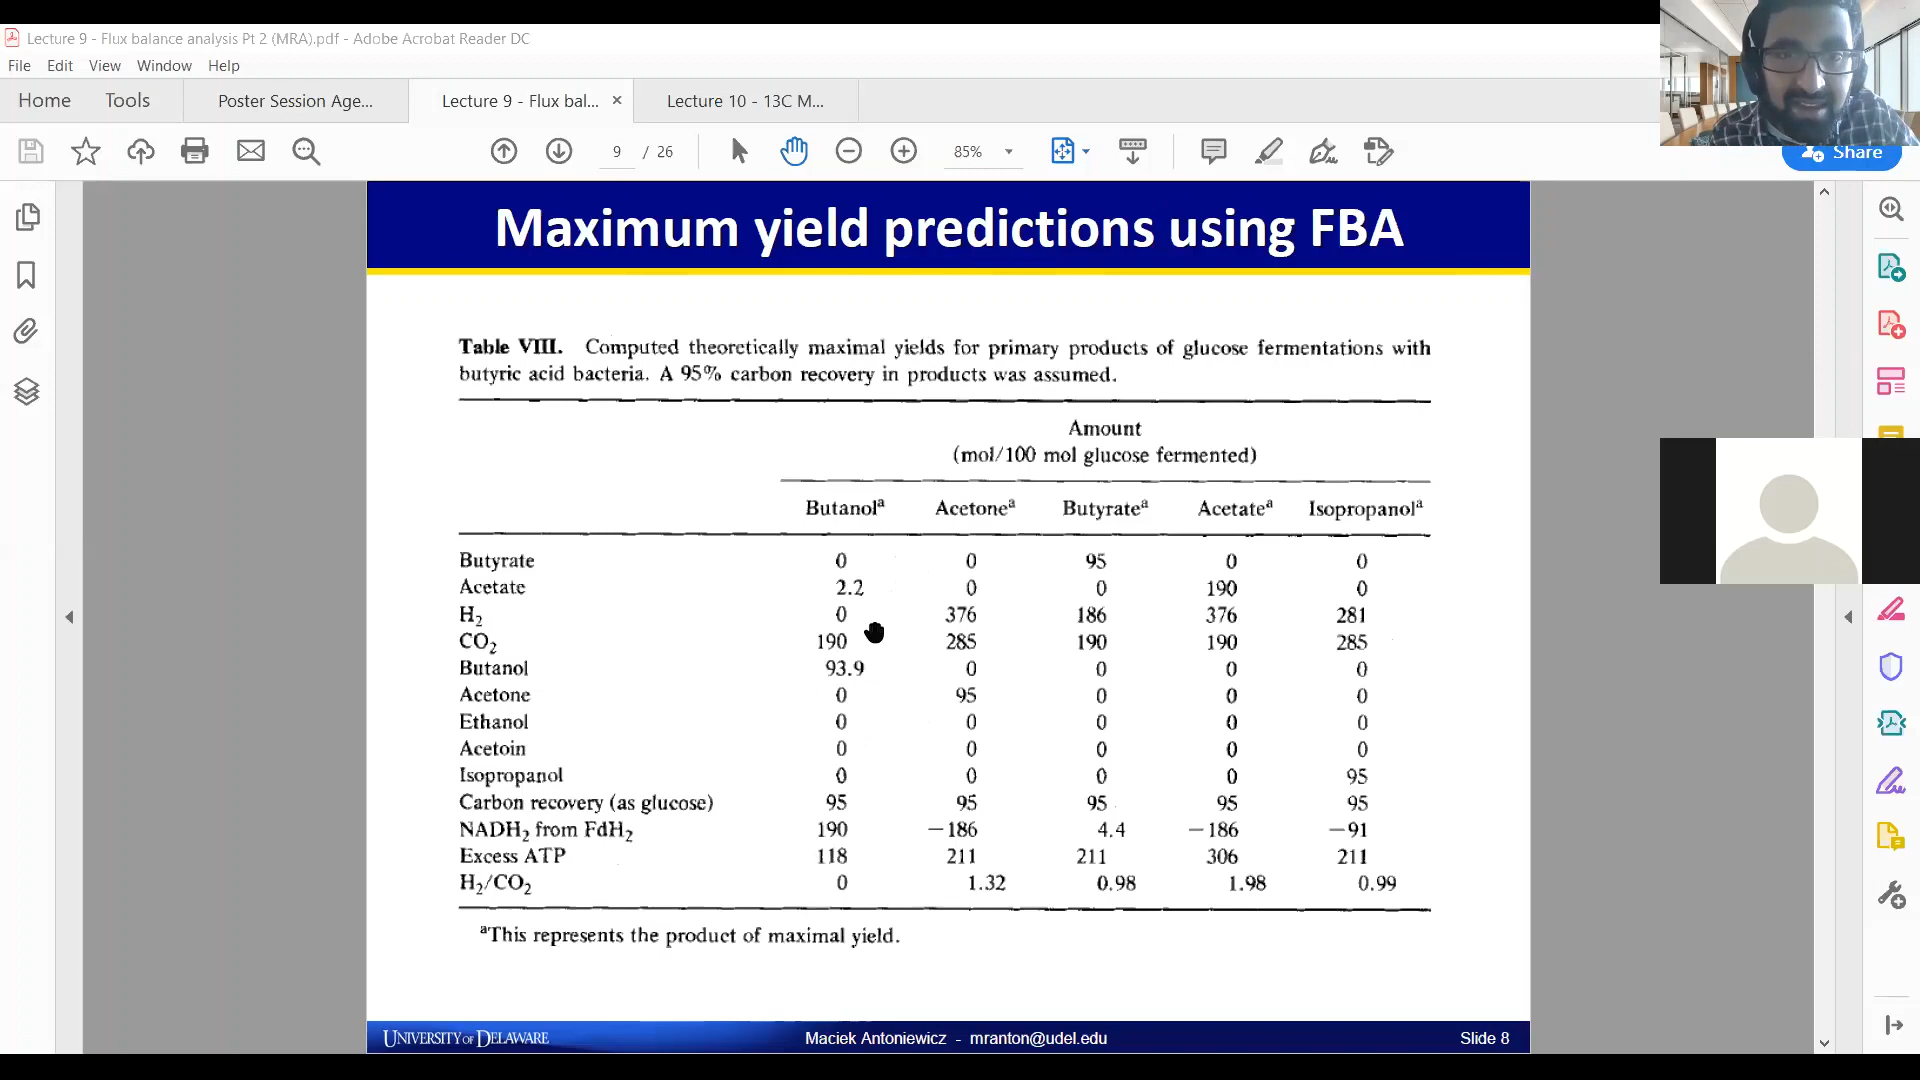 Lecture 9 - Flux balance analysis Pt 2 (MRA).pdf - Adobe Acrobat Reader DC
File Edit View Window Help
Home Tools Poster Session Age... Lecture 9 - Flux bal... × Lecture 10 - 13C M...
9 / 26 85% Share
Maximum yield predictions using FBA
Table VIII. Computed theoretically maximal yields for primary products of glucose fermentations with
butyric acid bacteria. A 95% carbon recovery in products was assumed.
Amount
(mol/100 mol glucose fermented)
Butanolᵃ Acetoneᵃ Butyrateᵃ Acetateᵃ Isopropanolᵃ
Butyrate 0 0 95 0 0
Acetate 2.2 0 0 190 0
H₂ 0 376 186 376 281
CO₂ 190 285 190 190 285
Butanol 93.9 0 0 0 0
Acetone 0 95 0 0 0
Ethanol 0 0 0 0 0
Acetoin 0 0 0 0 0
Isopropanol 0 0 0 0 95
Carbon recovery (as glucose) 95 95 95 95 95
NADH₂ from FdH₂ 190 −186 4.4 −186 −91
Excess ATP 118 211 211 306 211
H₂/CO₂ 0 1.32 0.98 1.98 0.99
ᵃThis represents the product of maximal yield.
UNIVERSITY OF DELAWARE Maciek Antoniewicz - mranton@udel.edu Slide 8